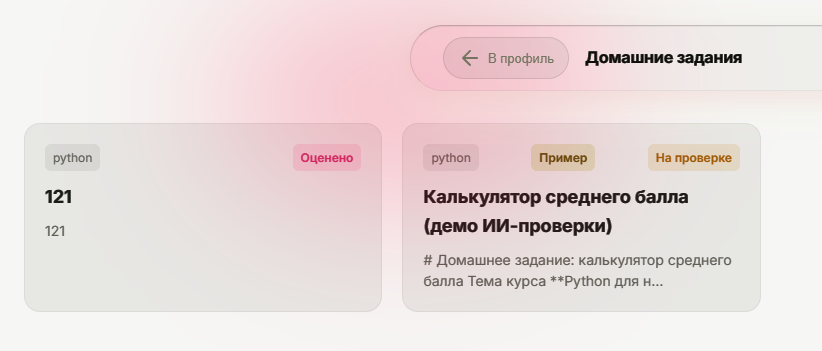 В профиль
Домашние задания
python
Оценено
121
121
python
Пример
На проверке
Калькулятор среднего балла
(демо ИИ-проверки)
# Домашнее задание: калькулятор среднего
балла Тема курса **Python для н...